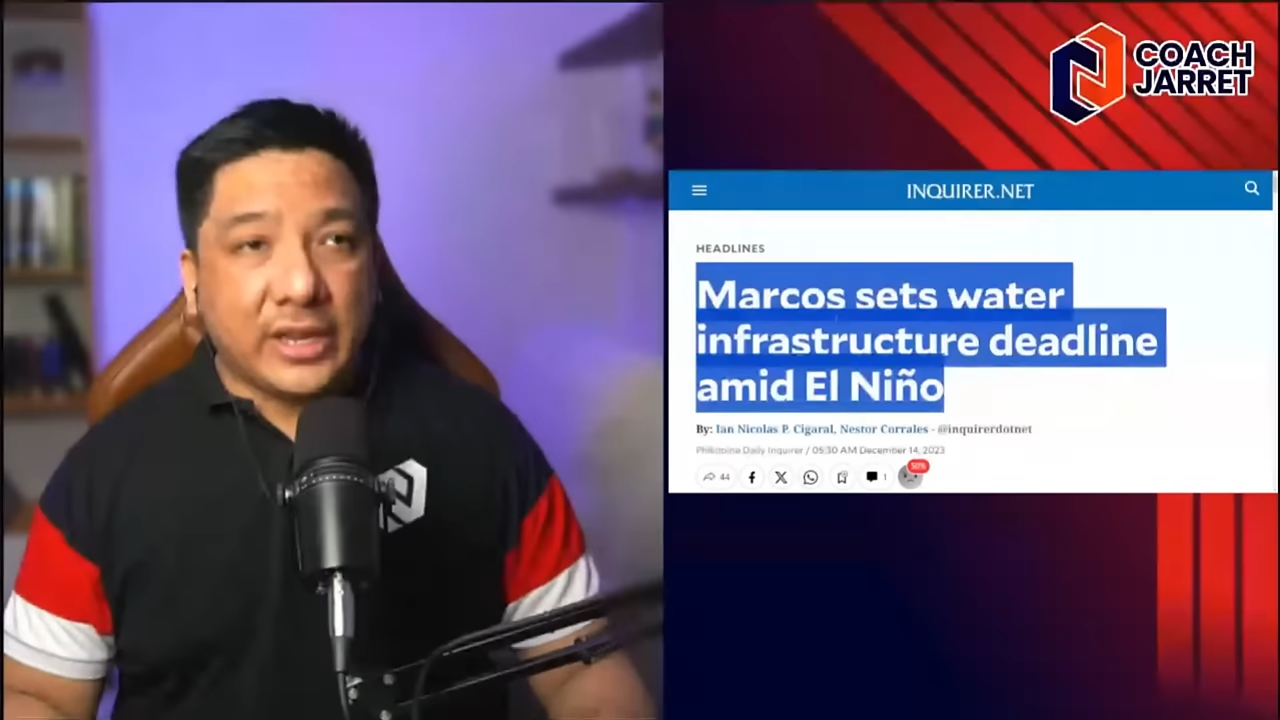 COACH
JARRET
INQUIRER.NET
HEADLINES
Marcos sets water
infrastructure deadline
amid El Niño
By: Ian Nicolas P. Cigaral, Nestor Corrales - @inquirerdotnet
Philippine Daily Inquirer / 05:30 AM December 14, 2023
44
1
50%